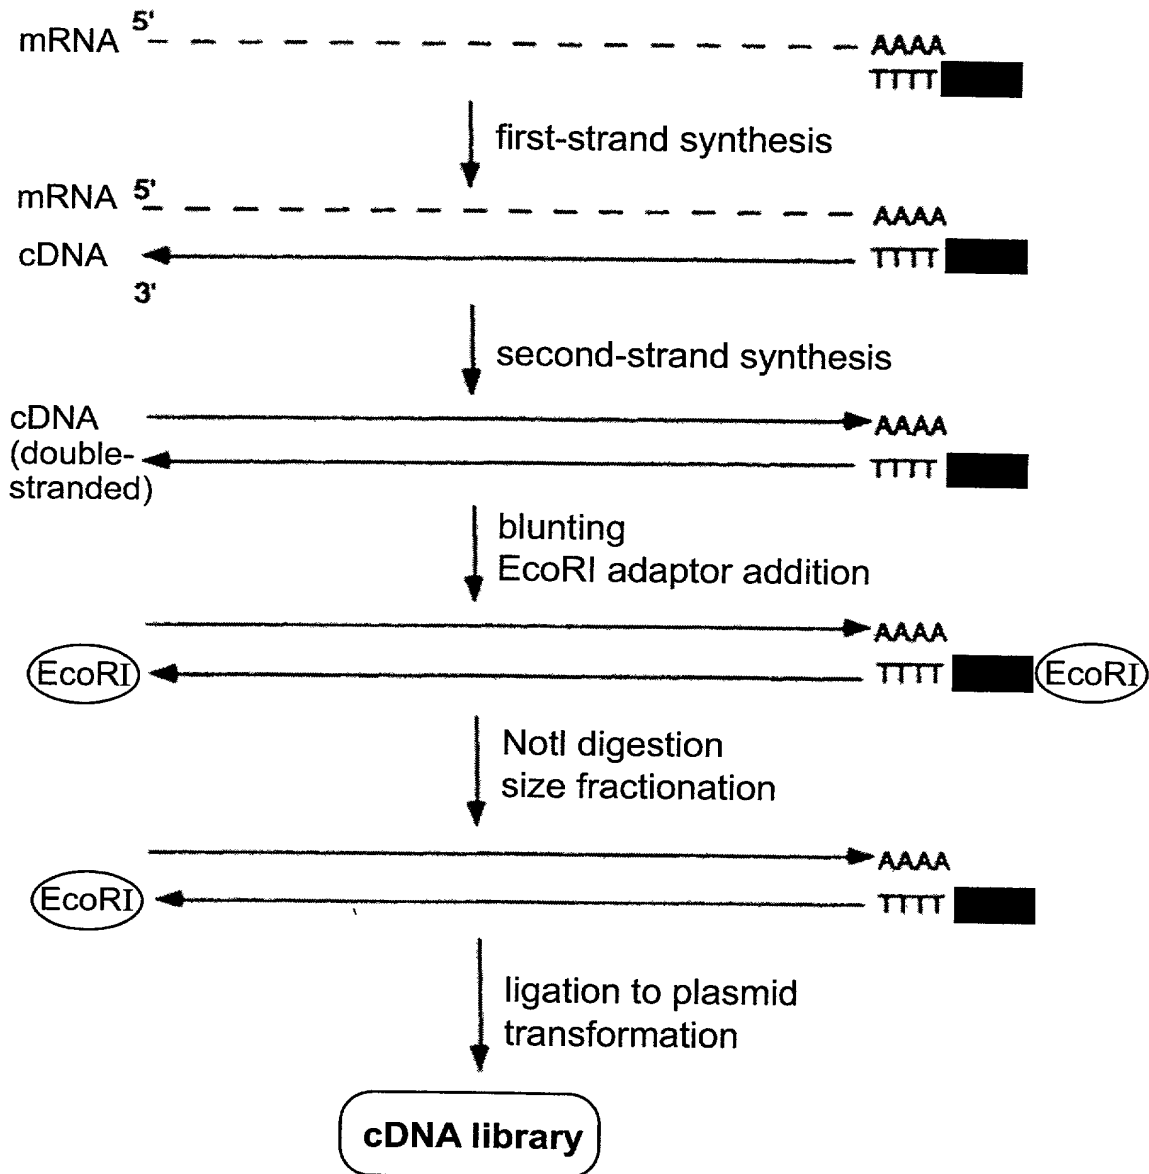 mRNA 5' AAAA
TTTT
first-strand synthesis
mRNA 5' AAAA
cDNA TTTT
3'
second-strand synthesis
cDNA AAAA
(double- TTTT
stranded)
blunting
EcoRI adaptor addition
AAAA
EcoRI TTTT EcoRI
NotI digestion
size fractionation
AAAA
EcoRI TTTT
ligation to plasmid
transformation
cDNA library